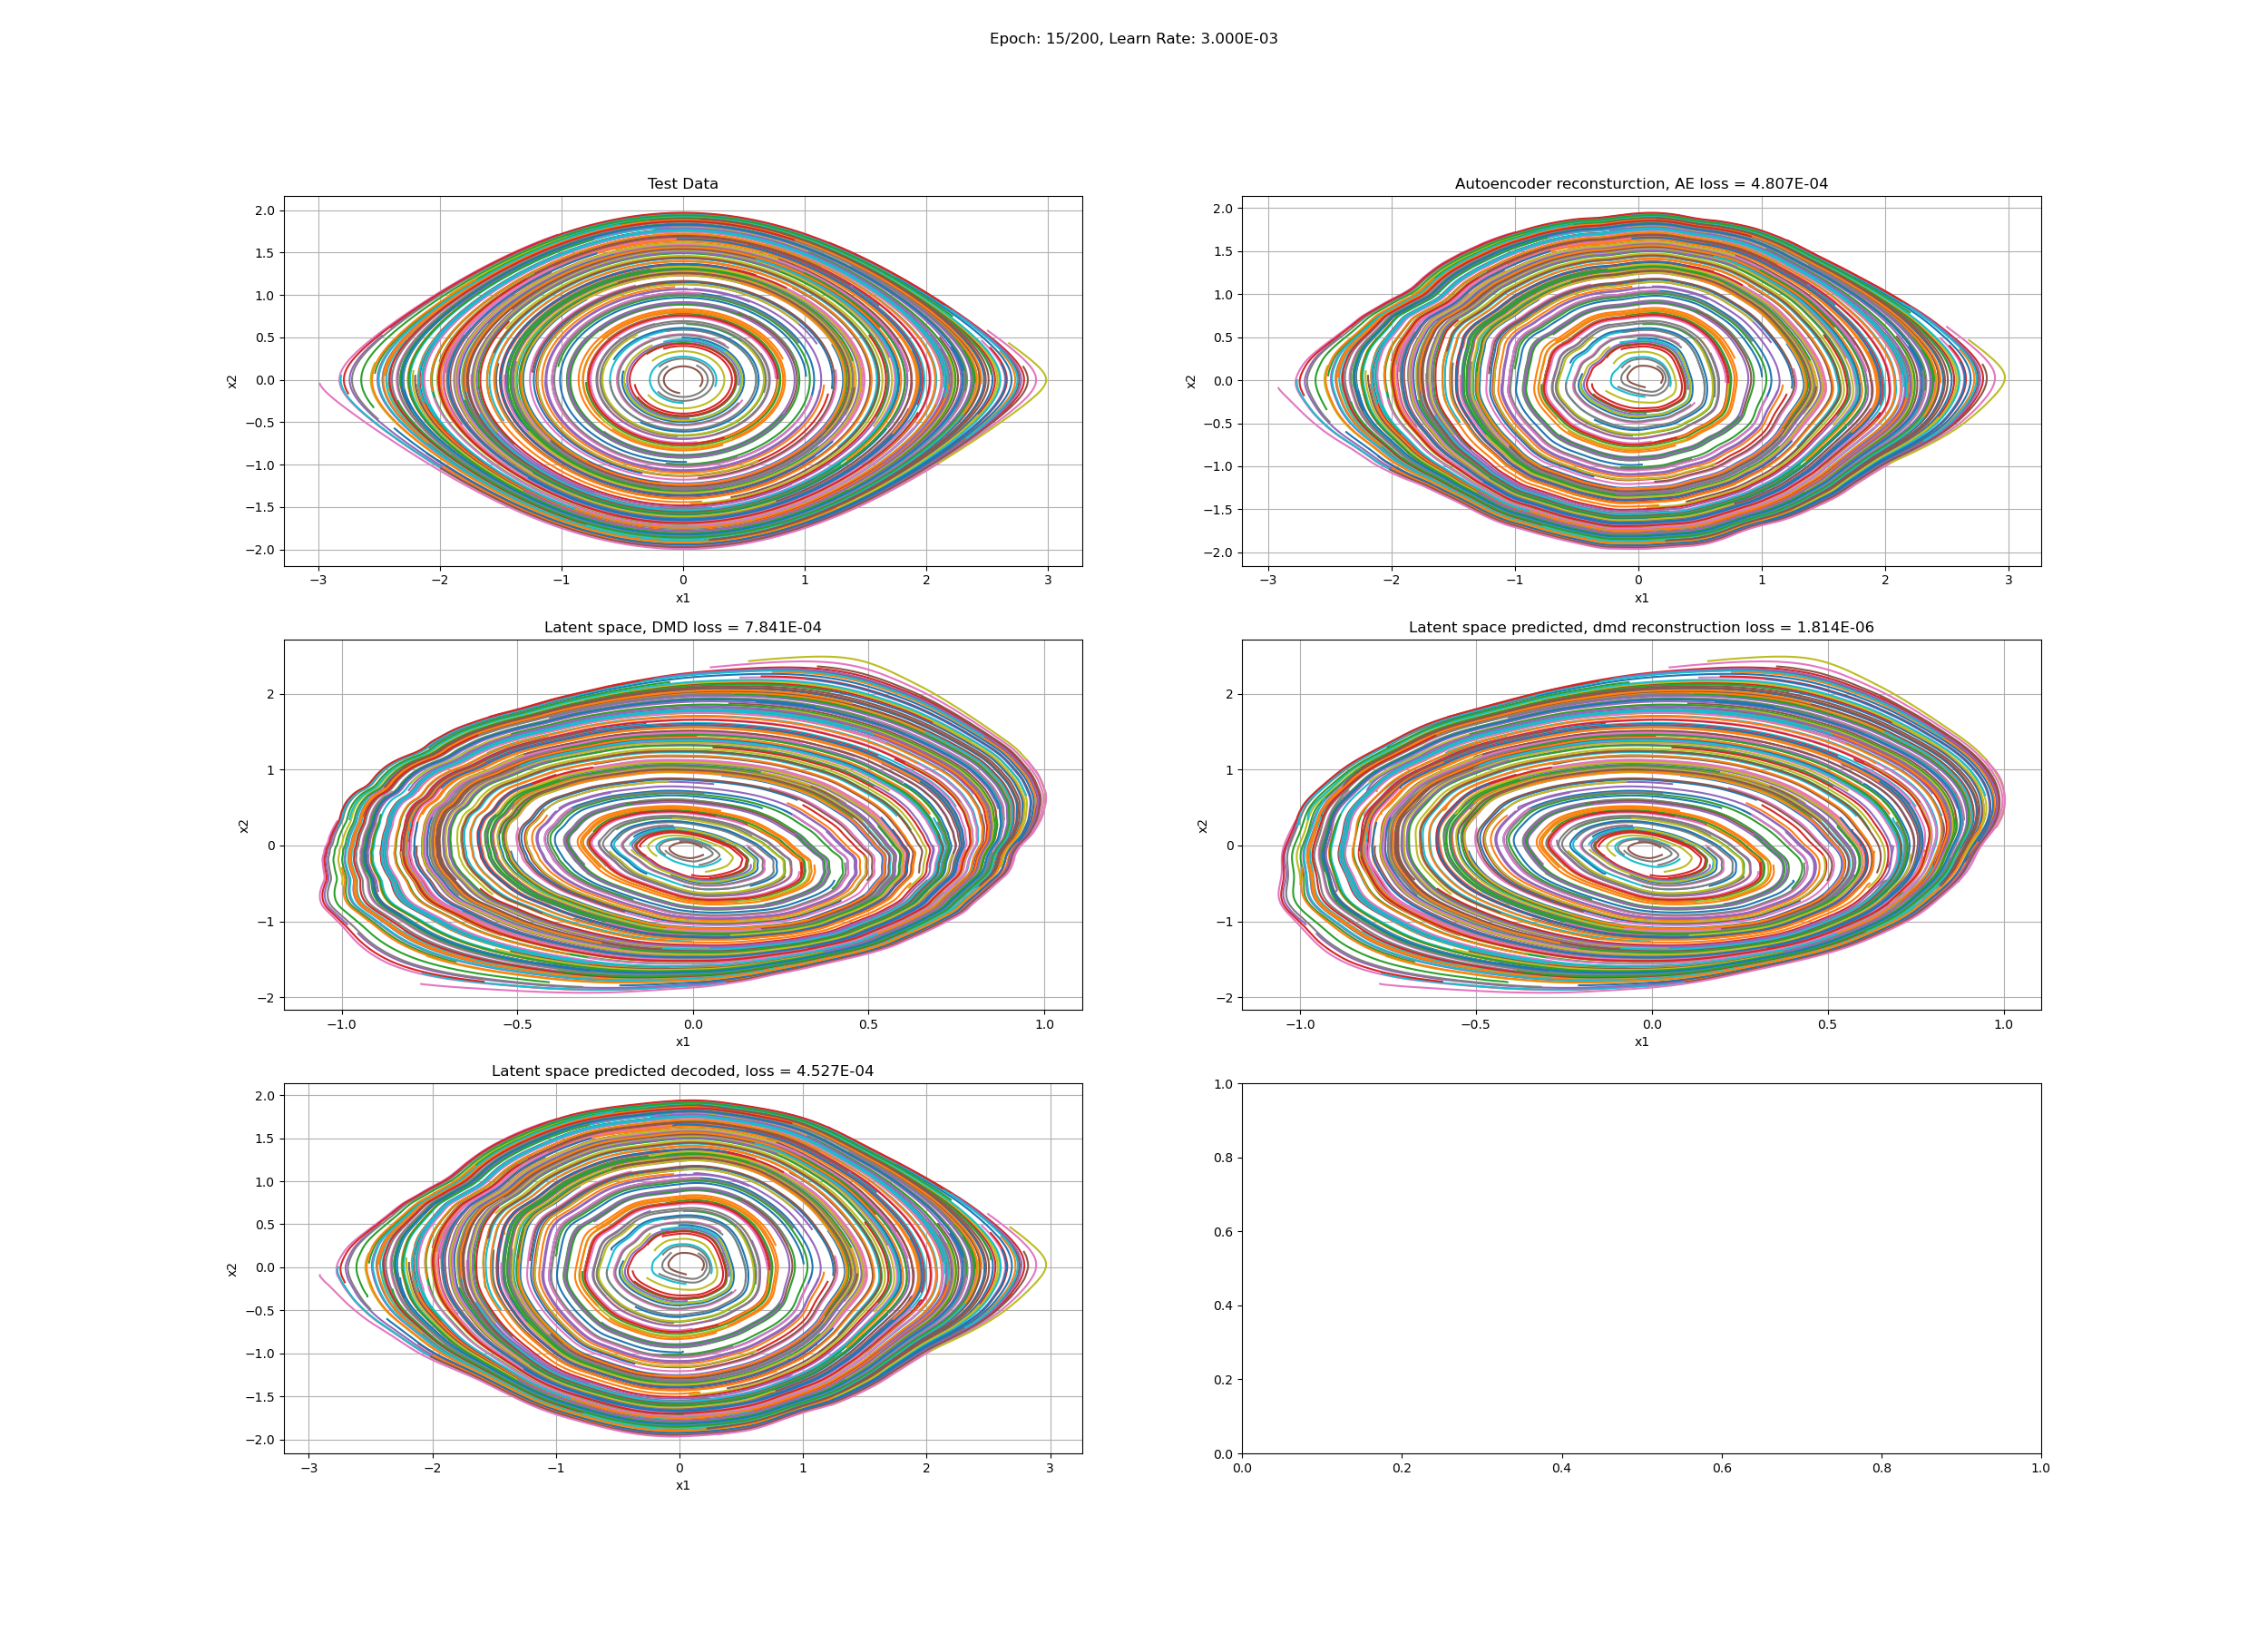 Epoch: 15/200, Learn Rate: 3.000E-03
Test Data
2.0
1.5
1.0
0.5
0.0
−0.5
−1.0
−1.5
−2.0
x2
−3 −2 −1 0 1 2 3
x1
Autoencoder reconsturction, AE loss = 4.807E-04
2.0
1.5
1.0
0.5
0.0
−0.5
−1.0
−1.5
−2.0
x2
−3 −2 −1 0 1 2 3
x1
Latent space, DMD loss = 7.841E-04
2
1
0
−1
−2
x2
−1.0 −0.5 0.0 0.5 1.0
x1
Latent space predicted, dmd reconstruction loss = 1.814E-06
2
1
0
−1
−2
x2
−1.0 −0.5 0.0 0.5 1.0
x1
Latent space predicted decoded, loss = 4.527E-04
2.0
1.5
1.0
0.5
0.0
−0.5
−1.0
−1.5
−2.0
x2
−3 −2 −1 0 1 2 3
x1
1.0
0.8
0.6
0.4
0.2
0.0
0.0 0.2 0.4 0.6 0.8 1.0